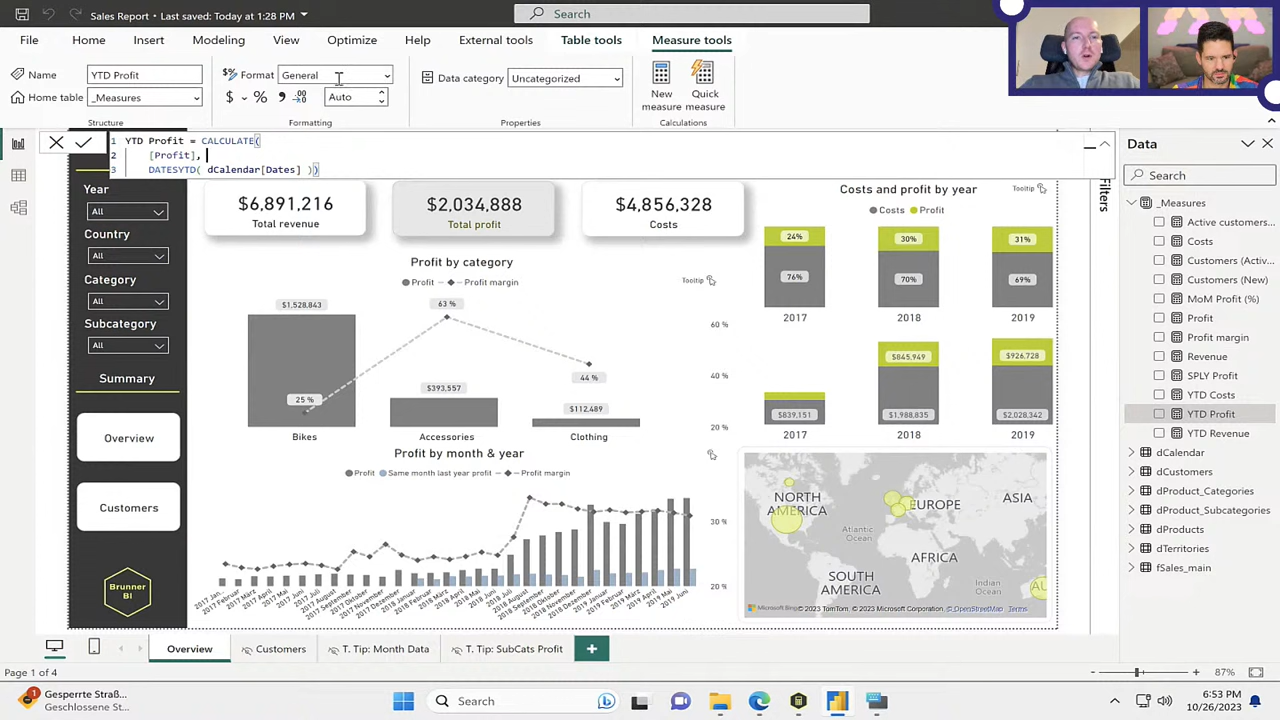 Sales Report • Last saved: Today at 1:28 PM
Search
File
Home
Insert
Modeling
View
Optimize
Help
External tools
Table tools
Measure tools
Name
YTD Profit
Home table
_Measures
Structure
$% Format
General
$ % , .00
Auto
Formatting
Data category
Uncategorized
Properties
New measure
Quick measure
Calculations
1 YTD Profit = CALCULATE(
2 [Profit],
3 DATESYTD( dCalendar[Dates] ))
Year
All
Country
All
Category
All
Subcategory
All
Summary
Overview
Customers
Brunner
BI
$6,891,216
Total revenue
$2,034,888
Total profit
$4,856,328
Costs
Profit by category
Profit
Profit margin
Tooltip
$1,528,843
63 %
25 %
$393,557
44 %
$112,489
60 %
40 %
20 %
Bikes
Accessories
Clothing
Profit by month & year
Profit
Same month last year profit
Profit margin
30 %
20 %
Costs and profit by year
Tooltip
Costs
Profit
24%
30%
31%
76%
70%
69%
2017
2018
2019
$845,949
$926,728
$839,151
$1,988,835
$2,028,342
2017
2018
2019
NORTH AMERICA
EUROPE
ASIA
Atlantic Ocean
AFRICA
SOUTH AMERICA
Indian Ocean
AU
Microsoft Bing
© 2023 TomTom, © 2023 Microsoft Corporation, © OpenStreetMap Terms
Filters
Data
Search
_Measures
Active customers...
Costs
Customers (Activ...
Customers (New)
MoM Profit (%)
Profit
Profit margin
Revenue
SPLY Profit
YTD Costs
YTD Profit
YTD Revenue
dCalendar
dCustomers
dProduct_Categories
dProduct_Subcategories
dProducts
dTerritories
fSales_main
Overview
Customers
T. Tip: Month Data
T. Tip: SubCats Profit
Page 1 of 4
87%
1
Gesperrte Straß...
Geschlossene St...
Search
6:53 PM
10/26/2023